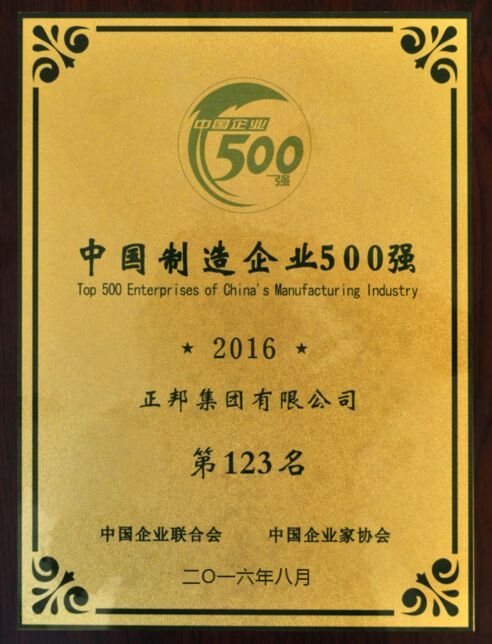 中国企业
500
强
中国制造企业500强
Top 500 Enterprises of China's Manufacturing Industry
★ 2016 ★
正邦集团有限公司
第123名
中国企业联合会 中国企业家协会
二〇一六年八月